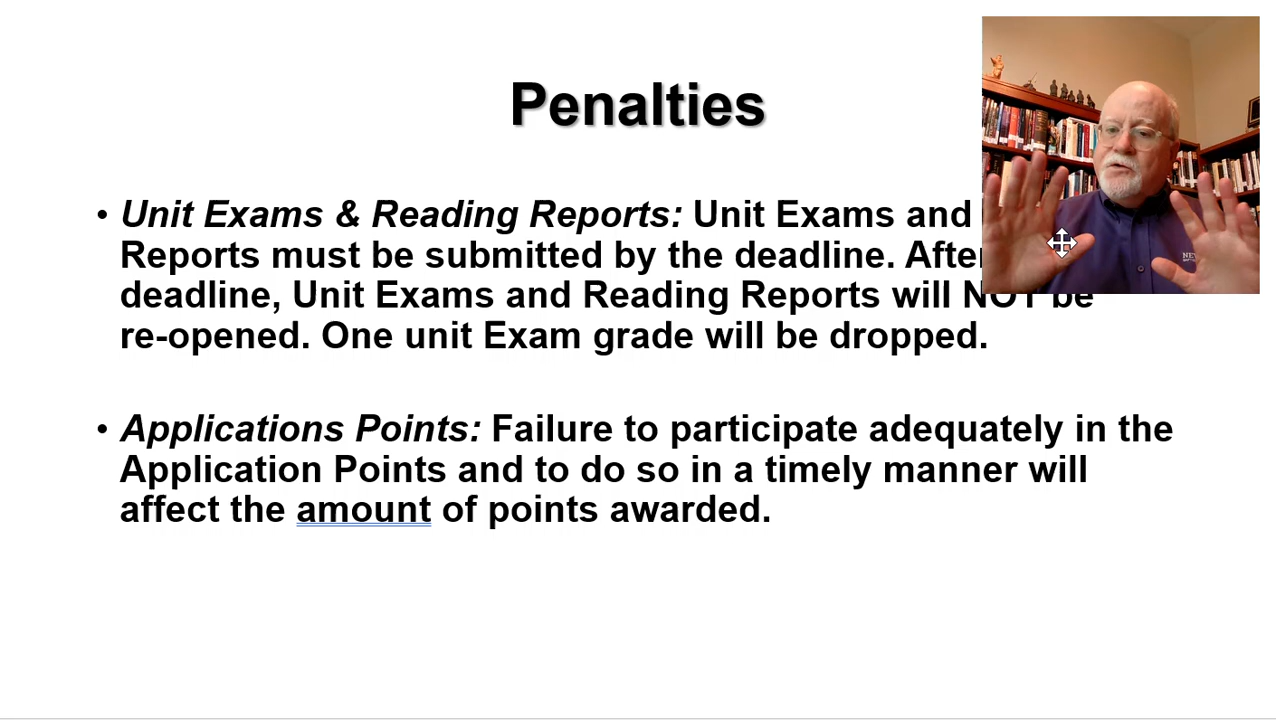 Penalties
• Unit Exams & Reading Reports: Unit Exams and
Reports must be submitted by the deadline. After
deadline, Unit Exams and Reading Reports will NOT be
re-opened. One unit Exam grade will be dropped.
• Applications Points: Failure to participate adequately in the
Application Points and to do so in a timely manner will
affect the amount of points awarded.